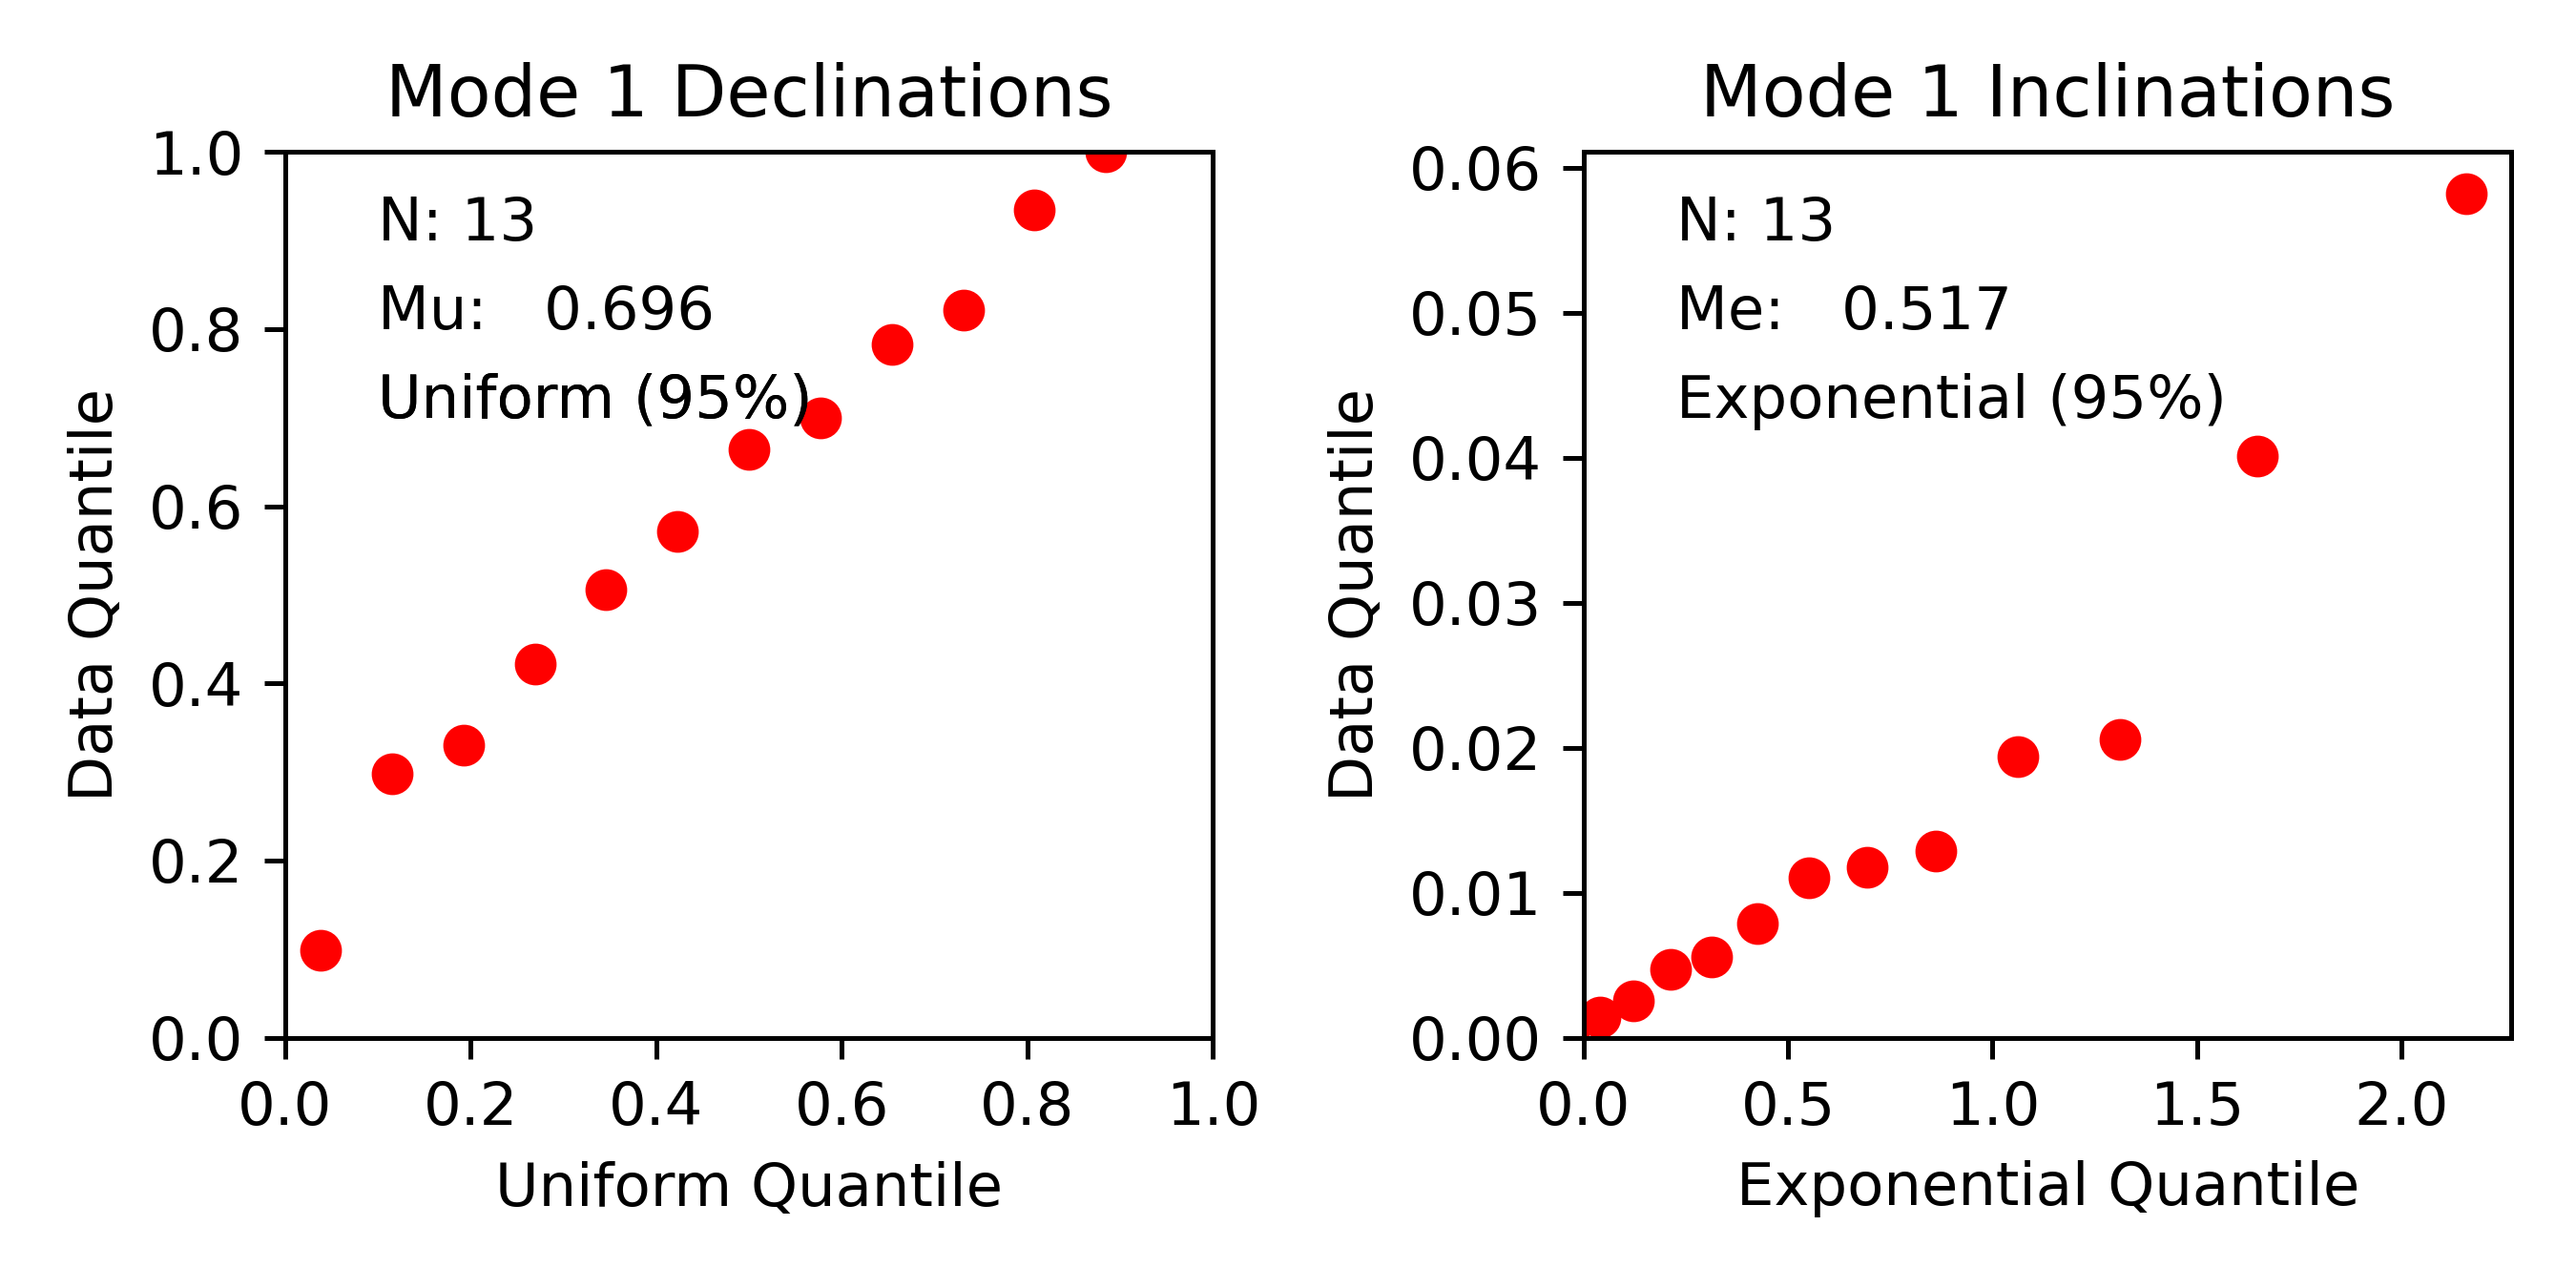 Mode 1 Declinations
1.0
0.8
0.6
0.4
0.2
0.0
Data Quantile
N: 13
Mu:   0.696
Uniform (95%)
0.0 0.2 0.4 0.6 0.8 1.0
Uniform Quantile
Mode 1 Inclinations
0.06
0.05
0.04
0.03
0.02
0.01
0.00
Data Quantile
N: 13
Me:   0.517
Exponential (95%)
0.0 0.5 1.0 1.5 2.0
Exponential Quantile